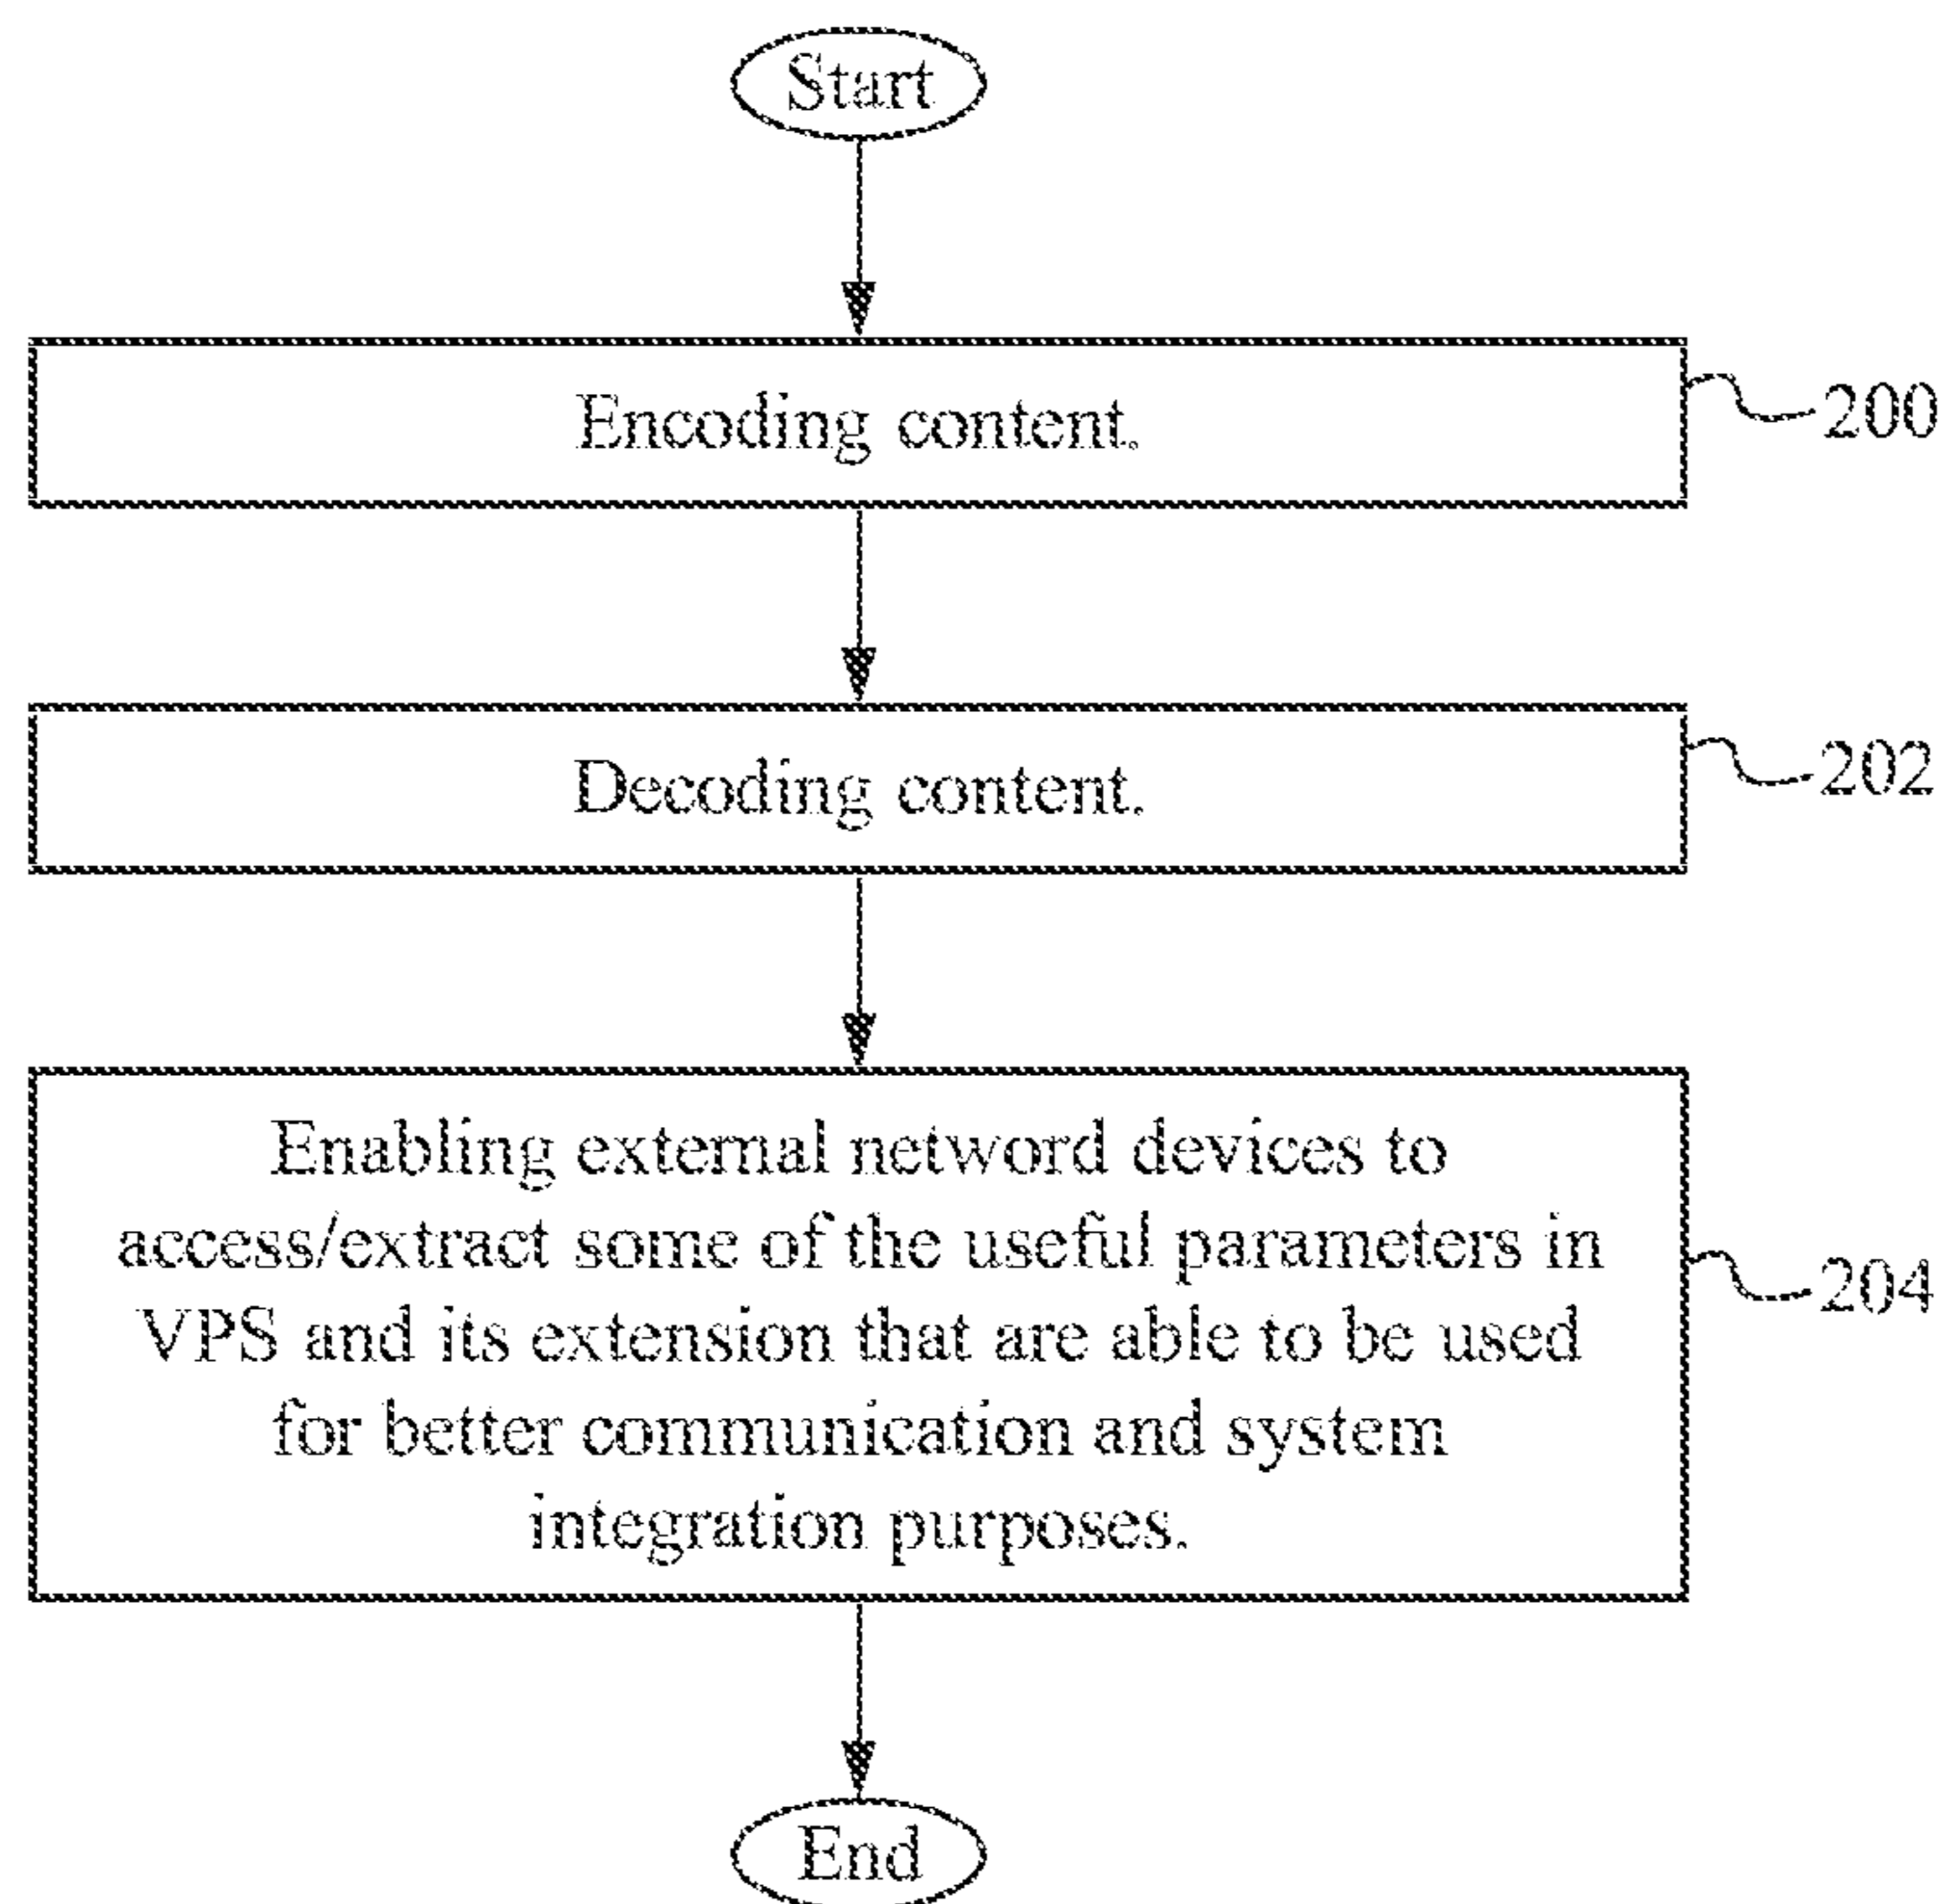 Start
Encoding content.
200
Decoding content.
202
Enabling external netword devices to
access/extract some of the useful parameters in
VPS and its extension that are able to be used
for better communication and system
integration purposes.
204
End